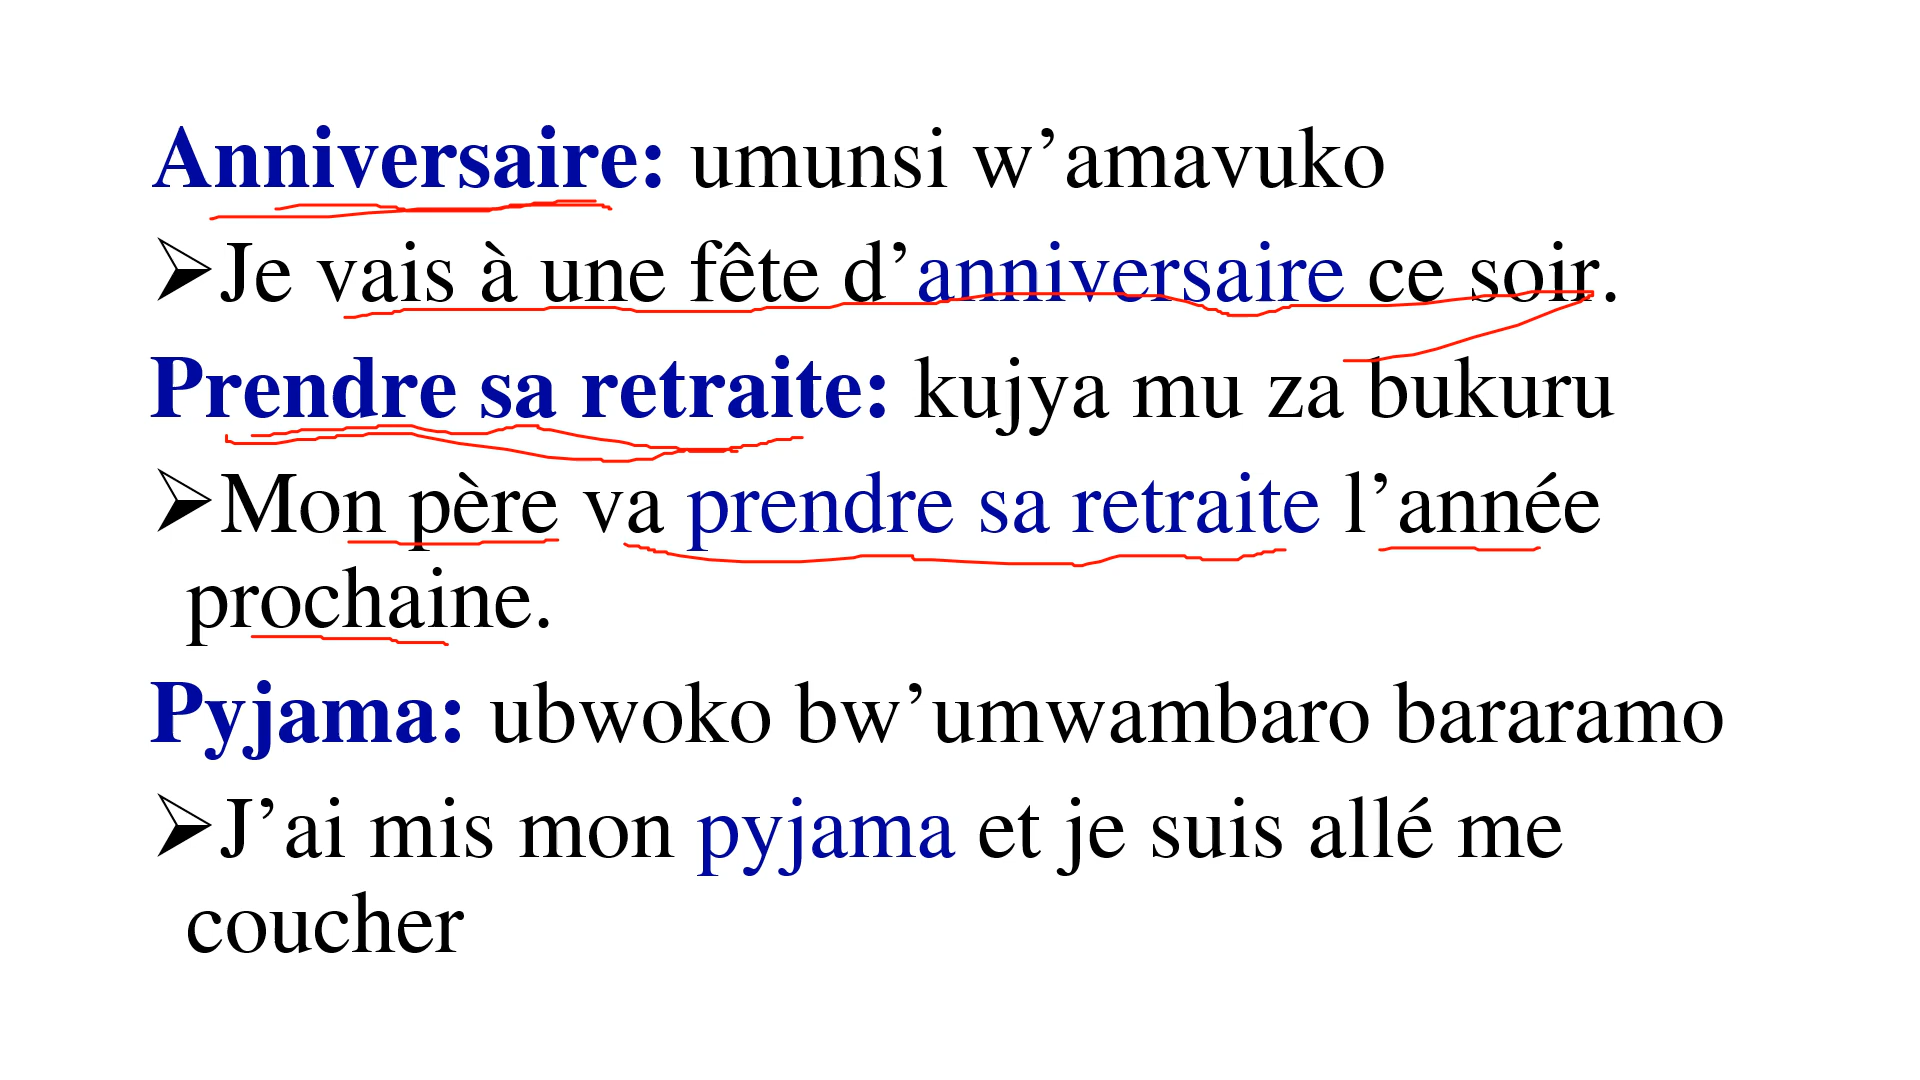 Anniversaire: umunsi w’amavuko
➢Je vais à une fête d’anniversaire ce soir.
Prendre sa retraite: kujya mu za bukuru
➢Mon père va prendre sa retraite l’année
prochaine.
Pyjama: ubwoko bw’umwambaro bararamo
➢J’ai mis mon pyjama et je suis allé me
coucher